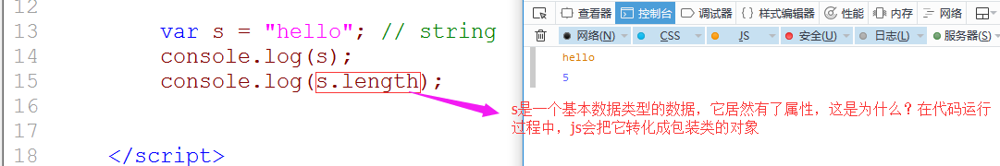 12
查看器 控制台 调试器 {} 样式编辑器 性能 内存 网络
13 var s = "hello"; // string
网络(N) CSS JS 安全(U) 日志(L) 服务器(S)
14 console.log(s);
hello
15 console.log(s.length);
5
16
s是一个基本数据类型的数据，它居然有了属性，这是为什么？在代码运行
过程中，js会把它转化成包装类的对象
17
18 </script>